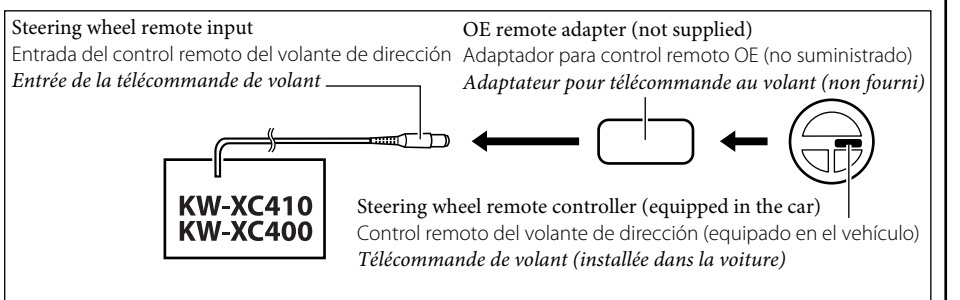 Steering wheel remote input
Entrada del control remoto del volante de dirección
Entrée de la télécommande de volant
OE remote adapter (not supplied)
Adaptador para control remoto OE (no suministrado)
Adaptateur pour télécommande au volant (non fourni)
KW-XC410
KW-XC400
Steering wheel remote controller (equipped in the car)
Control remoto del volante de dirección (equipado en el vehículo)
Télécommande de volant (installée dans la voiture)